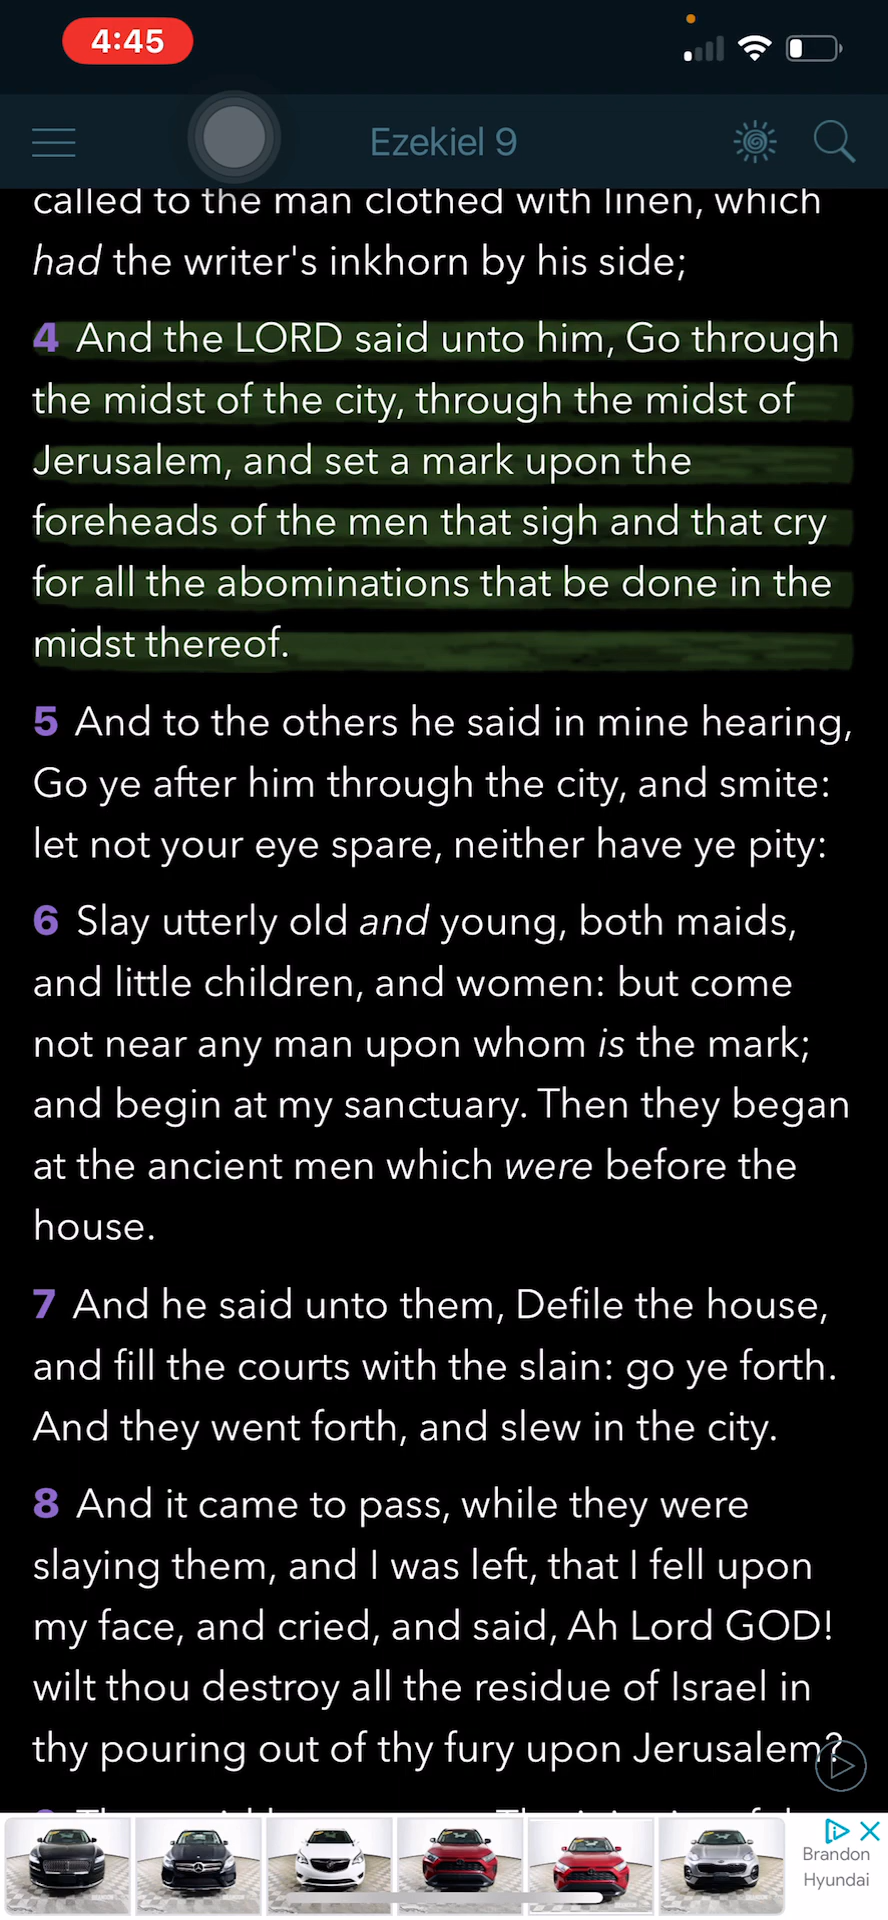 4:45
Ezekiel 9
called to the man clothed with linen, which
had the writer's inkhorn by his side;
4 And the LORD said unto him, Go through
the midst of the city, through the midst of
Jerusalem, and set a mark upon the
foreheads of the men that sigh and that cry
for all the abominations that be done in the
midst thereof.
5 And to the others he said in mine hearing,
Go ye after him through the city, and smite:
let not your eye spare, neither have ye pity:
6 Slay utterly old and young, both maids,
and little children, and women: but come
not near any man upon whom is the mark;
and begin at my sanctuary. Then they began
at the ancient men which were before the
house.
7 And he said unto them, Defile the house,
and fill the courts with the slain: go ye forth.
And they went forth, and slew in the city.
8 And it came to pass, while they were
slaying them, and I was left, that I fell upon
my face, and cried, and said, Ah Lord GOD!
wilt thou destroy all the residue of Israel in
thy pouring out of thy fury upon Jerusalem?
Brandon
Hyundai